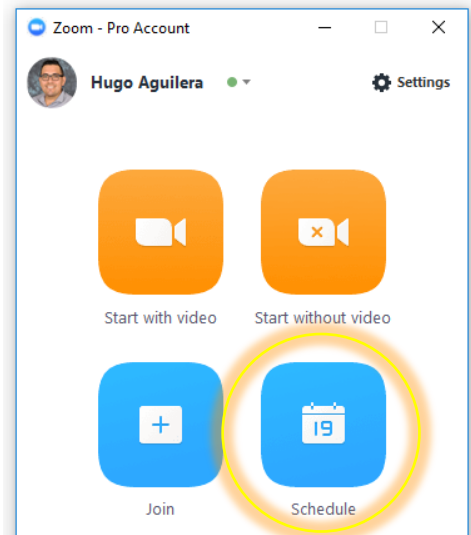 Zoom - Pro Account
Hugo Aguilera
Settings
Start with video
Start without video
19
Join
Schedule